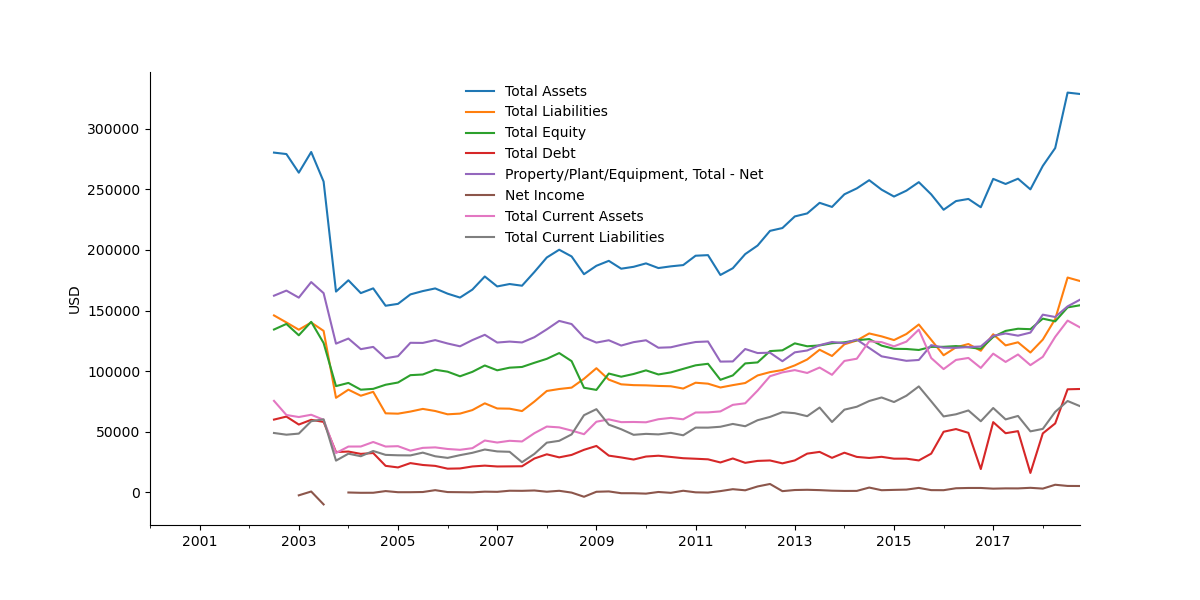 Total Assets
Total Liabilities
Total Equity
Total Debt
Property/Plant/Equipment, Total - Net
Net Income
Total Current Assets
Total Current Liabilities
USD
300000
250000
200000
150000
100000
50000
0
2001 2003 2005 2007 2009 2011 2013 2015 2017